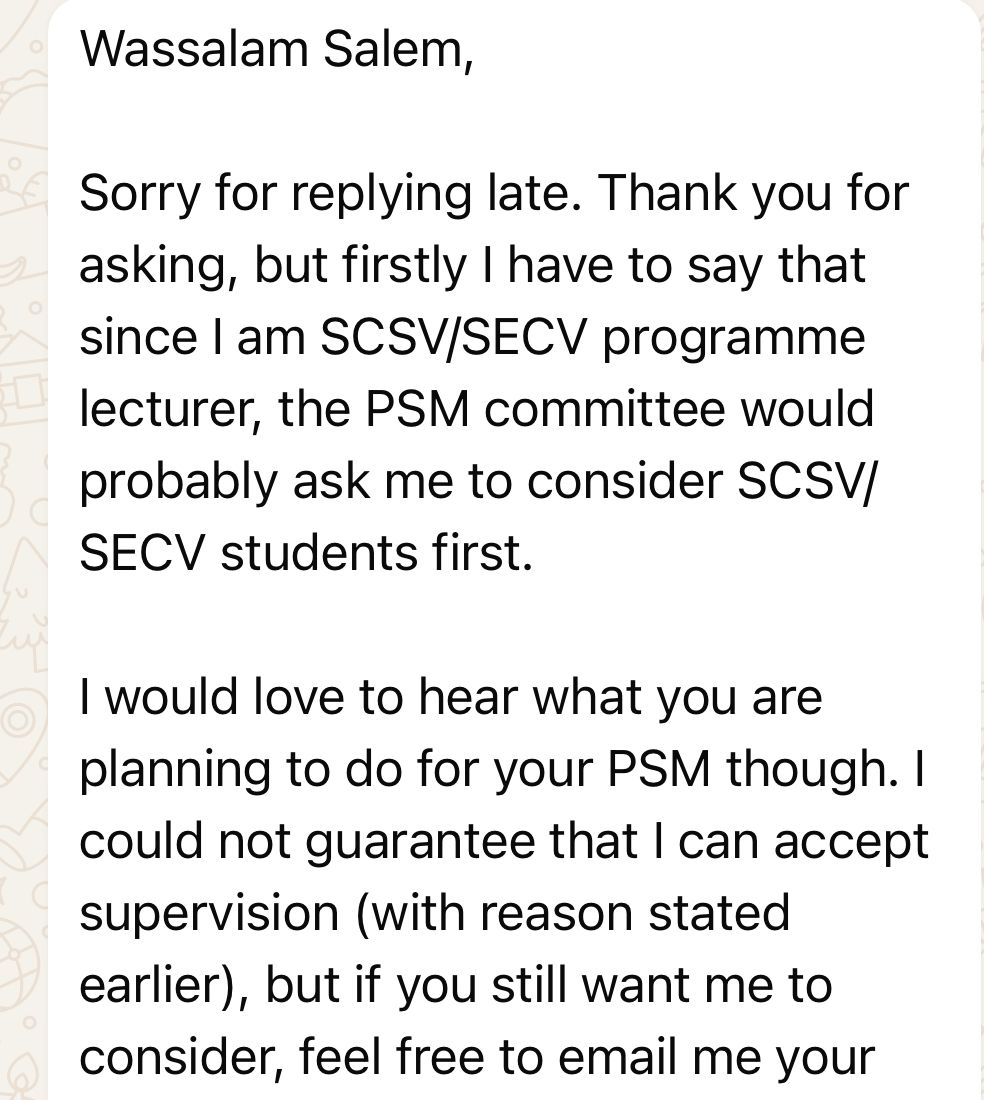 Wassalam Salem,
Sorry for replying late. Thank you for
asking, but firstly I have to say that
since I am SCSV/SECV programme
lecturer, the PSM committee would
probably ask me to consider SCSV/
SECV students first.
I would love to hear what you are
planning to do for your PSM though. I
could not guarantee that I can accept
supervision (with reason stated
earlier), but if you still want me to
consider, feel free to email me your